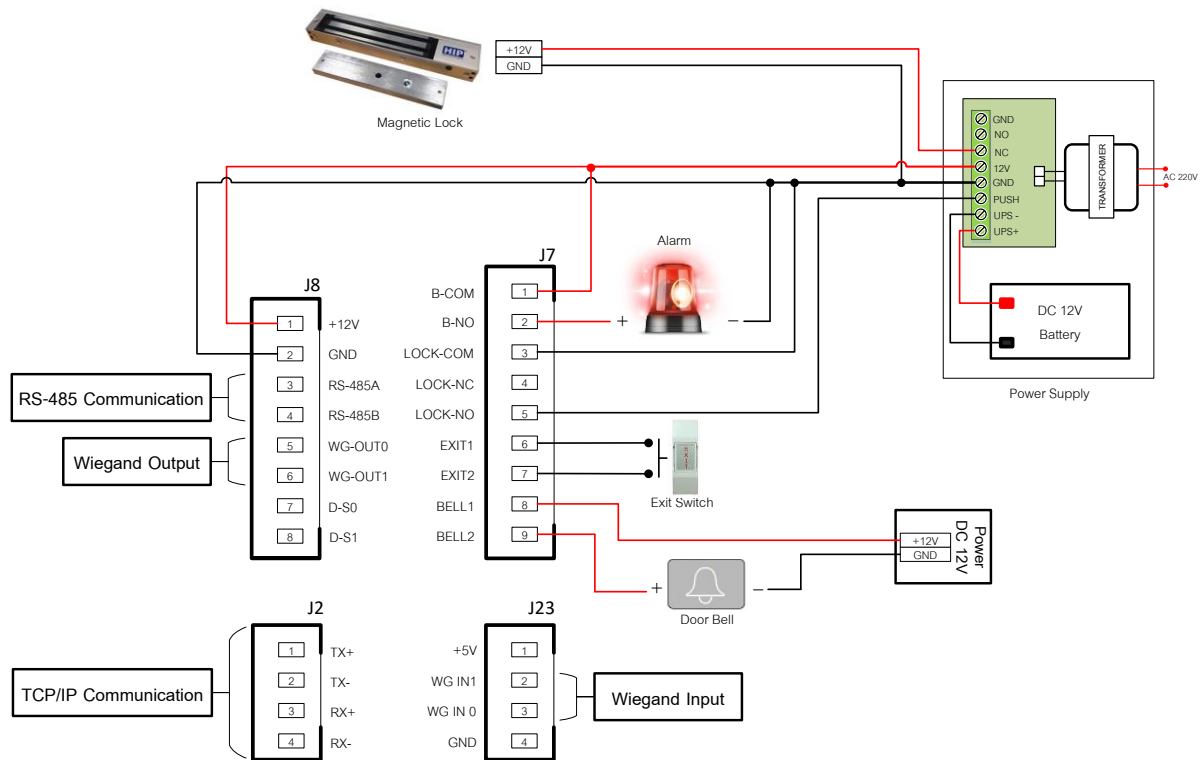 HIP
+12V
GND
Magnetic Lock
GND
NO
NC
12V
GND
PUSH
UPS -
UPS+
TRANSFORMER
AC 220V
DC 12V
Battery
Power Supply
Alarm
+
–
J8
1 +12V
2 GND
3 RS-485A
4 RS-485B
5 WG-OUT0
6 WG-OUT1
7 D-S0
8 D-S1
RS-485 Communication
Wiegand Output
J7
B-COM 1
B-NO 2
LOCK-COM 3
LOCK-NC 4
LOCK-NO 5
EXIT1 6
EXIT2 7
BELL1 8
BELL2 9
EXIT
Exit Switch
+12V
GND
Power
DC 12V
+
–
Door Bell
J2
1 TX+
2 TX-
3 RX+
4 RX-
TCP/IP Communication
J23
+5V 1
WG IN1 2
WG IN 0 3
GND 4
Wiegand Input